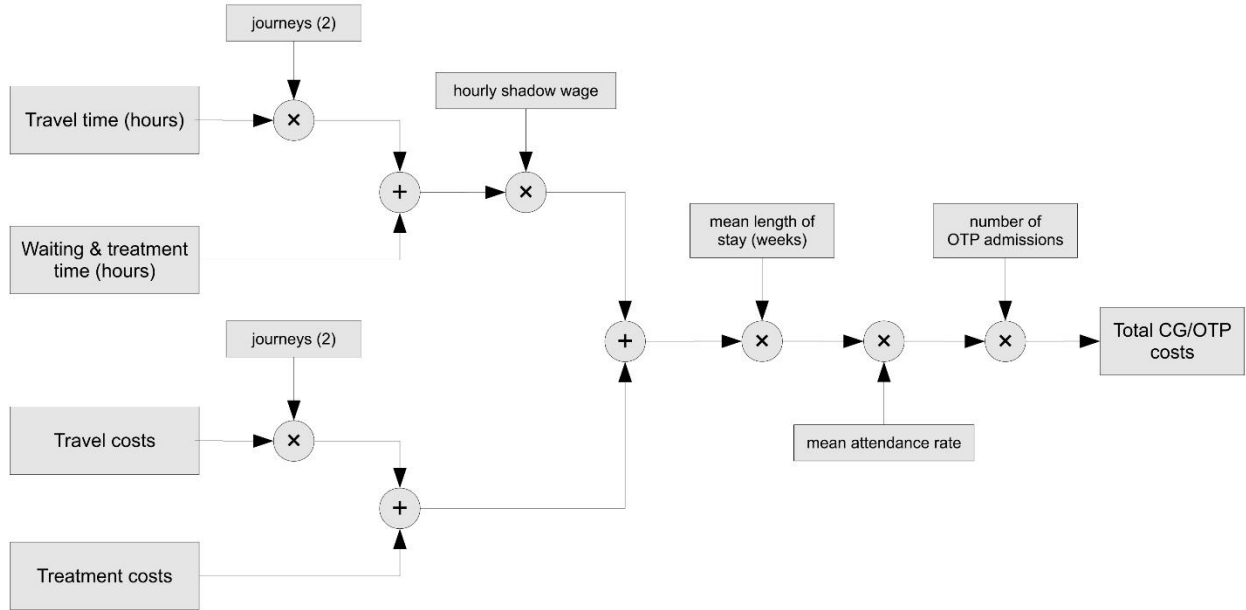 journeys (2)
Travel time (hours)
×
hourly shadow wage
+
×
Waiting & treatment
time (hours)
mean length of
stay (weeks)
number of
OTP admissions
journeys (2)
+
×
×
×
Total CG/OTP
costs
Travel costs
×
mean attendance rate
+
Treatment costs